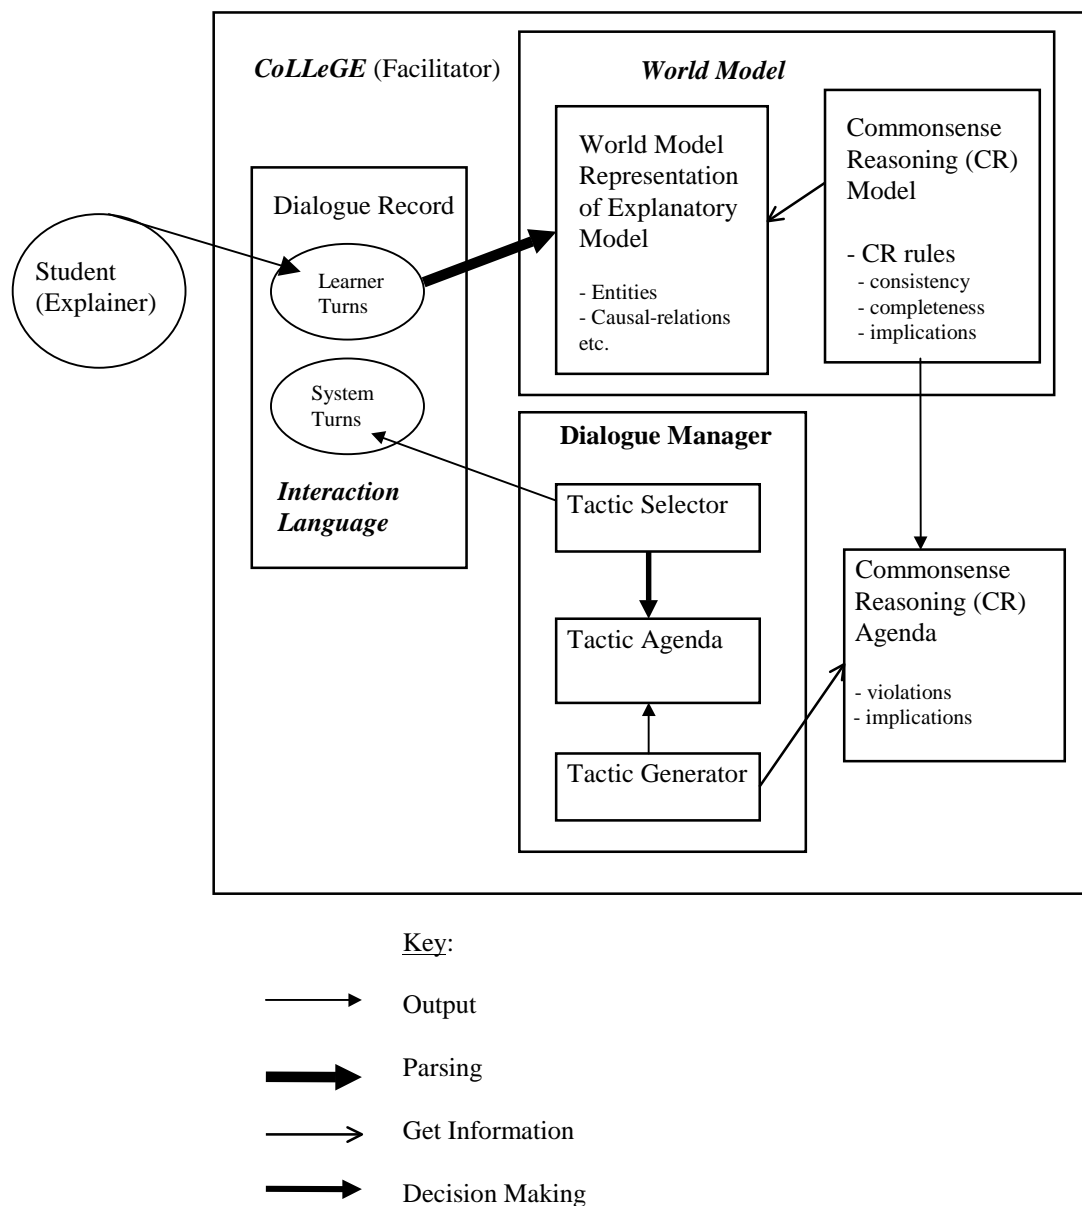 CoLLeGE (Facilitator)
World Model
World Model
Representation
of Explanatory
Model
- Entities
- Causal-relations
etc.
Commonsense
Reasoning (CR)
Model
- CR rules
- consistency
- completeness
- implications
Dialogue Record
Student
(Explainer)
Learner
Turns
System
Turns
Interaction
Language
Dialogue Manager
Tactic Selector
Tactic Agenda
Tactic Generator
Commonsense
Reasoning (CR)
Agenda
- violations
- implications
Key:
Output
Parsing
Get Information
Decision Making